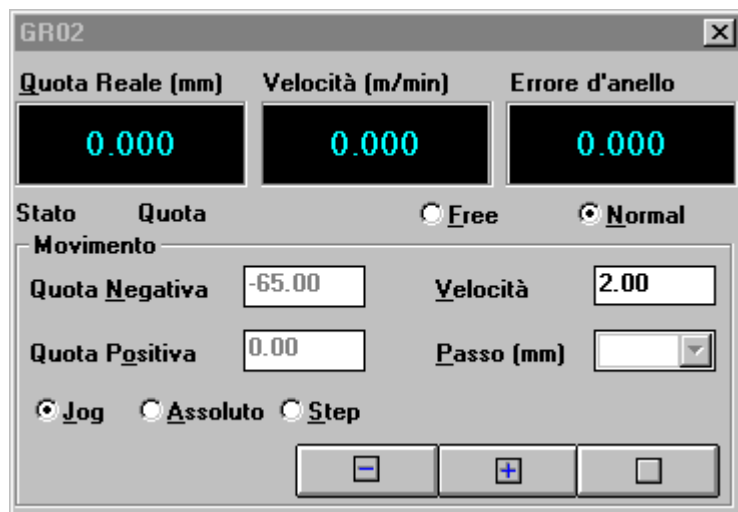 GR02
Quota Reale (mm) Velocità (m/min) Errore d'anello
0.000 0.000 0.000
Stato Quota Free Normal
Movimento
Quota Negativa -65.00 Velocità 2.00
Quota Positiva 0.00 Passo (mm)
Jog Assoluto Step